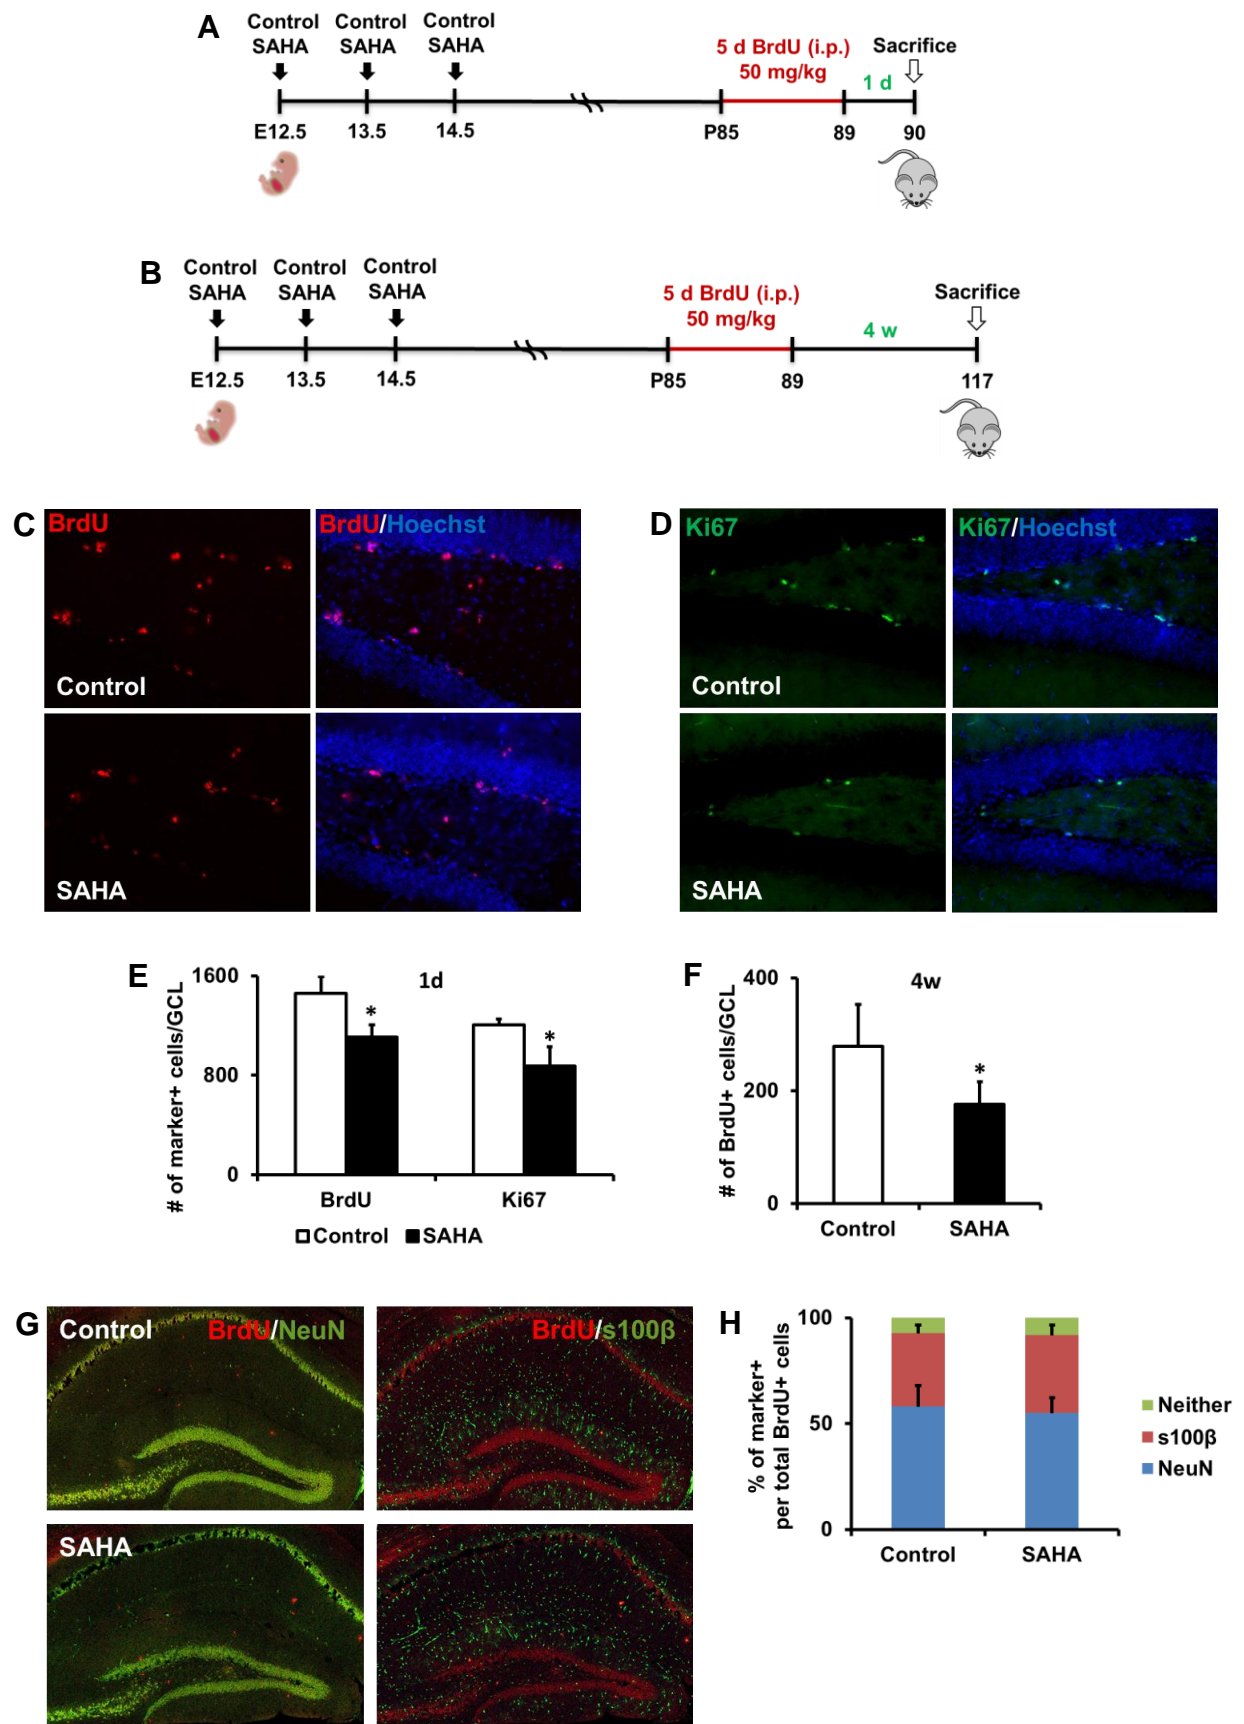 A
Control Control Control
SAHA SAHA SAHA
5 d BrdU (i.p.)
50 mg/kg
1 d
Sacrifice
E12.5 13.5 14.5 P85 89 90
B
Control Control Control
SAHA SAHA SAHA
5 d BrdU (i.p.)
50 mg/kg
4 w
Sacrifice
E12.5 13.5 14.5 P85 89 117
C
BrdU
BrdU/Hoechst
Control
SAHA
D
Ki67
Ki67/Hoechst
Control
SAHA
E
# of marker+ cells/GCL
1600
800
0
1d
*
*
BrdU Ki67
Control SAHA
F
# of BrdU+ cells/GCL
400
200
0
4w
*
Control SAHA
G
Control BrdU/NeuN
BrdU/s100β
SAHA
H
% of marker+
per total BrdU+ cells
100
50
0
Control SAHA
Neither
s100β
NeuN